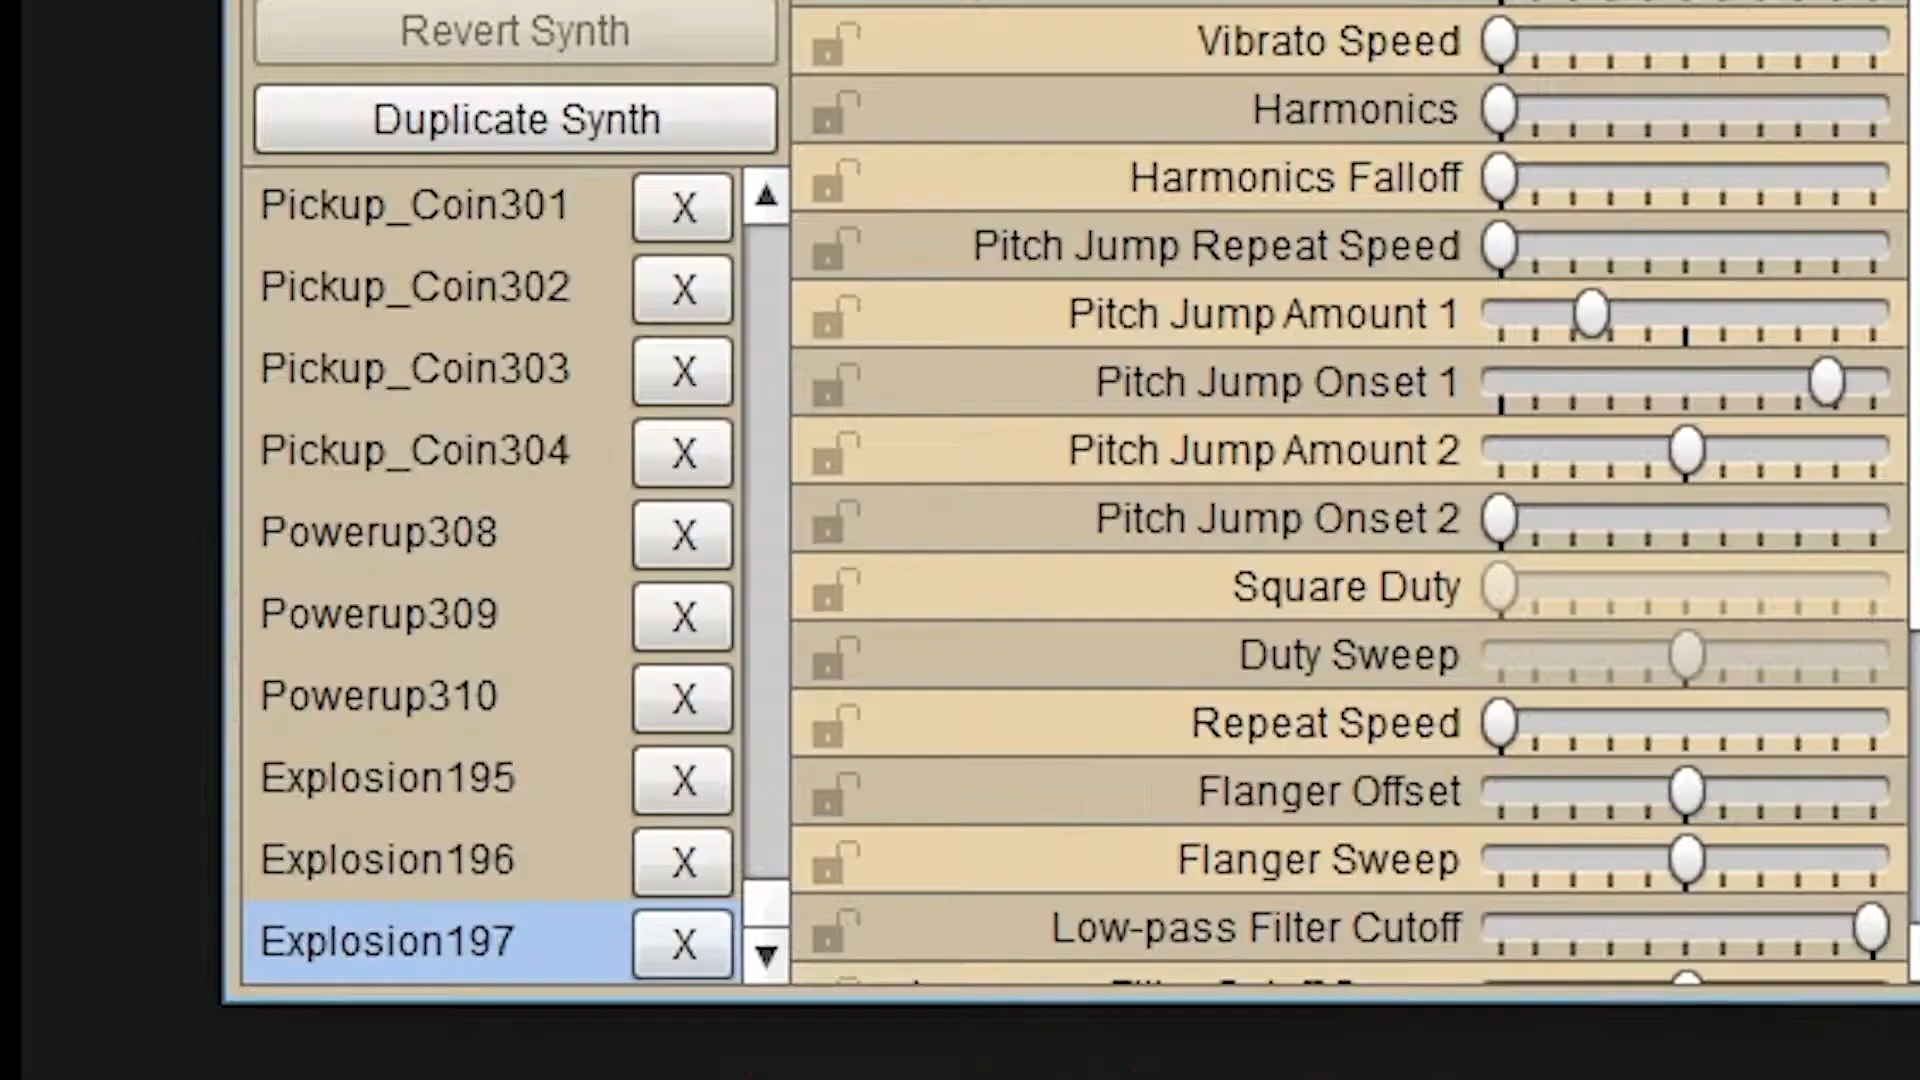 Revert Synth
Duplicate Synth
Pickup_Coin301 X
Pickup_Coin302 X
Pickup_Coin303 X
Pickup_Coin304 X
Powerup308 X
Powerup309 X
Powerup310 X
Explosion195 X
Explosion196 X
Explosion197 X
Vibrato Speed
Harmonics
Harmonics Falloff
Pitch Jump Repeat Speed
Pitch Jump Amount 1
Pitch Jump Onset 1
Pitch Jump Amount 2
Pitch Jump Onset 2
Square Duty
Duty Sweep
Repeat Speed
Flanger Offset
Flanger Sweep
Low-pass Filter Cutoff